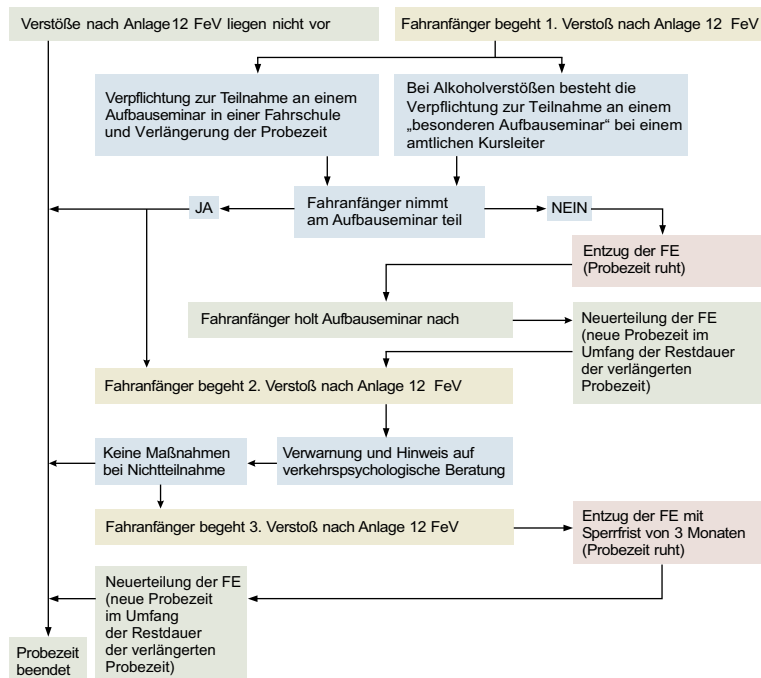 Verstöße nach Anlage 12 FeV liegen nicht vor
Fahranfänger begeht 1. Verstoß nach Anlage 12 FeV
Verpflichtung zur Teilnahme an einem
Aufbauseminar in einer Fahrschule
und Verlängerung der Probezeit
Bei Alkoholverstößen besteht die
Verpflichtung zur Teilnahme an einem
„besonderen Aufbauseminar“ bei einem
amtlichen Kursleiter
JA
Fahranfänger nimmt
am Aufbauseminar teil
NEIN
Entzug der FE
(Probezeit ruht)
Fahranfänger holt Aufbauseminar nach
Neuerteilung der FE
(neue Probezeit im
Umfang der Restdauer
der verlängerten
Probezeit)
Fahranfänger begeht 2. Verstoß nach Anlage 12 FeV
Keine Maßnahmen
bei Nichtteilnahme
Verwarnung und Hinweis auf
verkehrspsychologische Beratung
Fahranfänger begeht 3. Verstoß nach Anlage 12 FeV
Entzug der FE mit
Sperrfrist von 3 Monaten
(Probezeit ruht)
Neuerteilung der FE
(neue Probezeit
im Umfang
der Restdauer
der verlängerten
Probezeit)
Probezeit
beendet